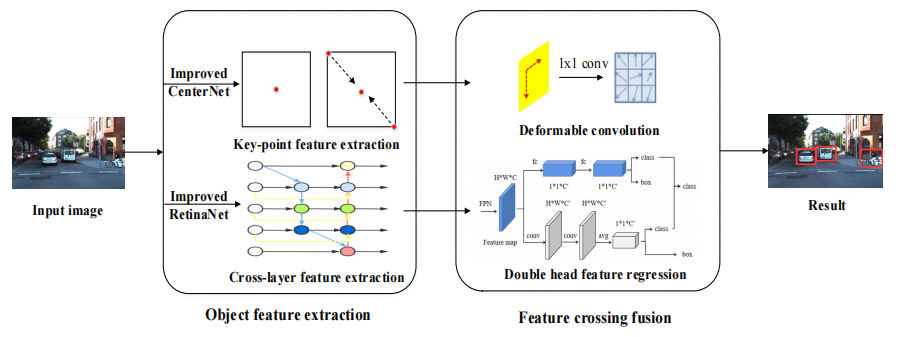 Input image
Improved
CenterNet
Key-point feature extraction
Improved
RetinaNet
Cross-layer feature extraction
Object feature extraction
1x1 conv
Deformable convolution
fc
fc
class
box
H*W*C
1*1*C'
1*1*C'
class
FPN
H*W*C'
H*W*C'
1*1*C'
class
Feature map
conv
conv
avg
box
Double head feature regression
Feature crossing fusion
Result